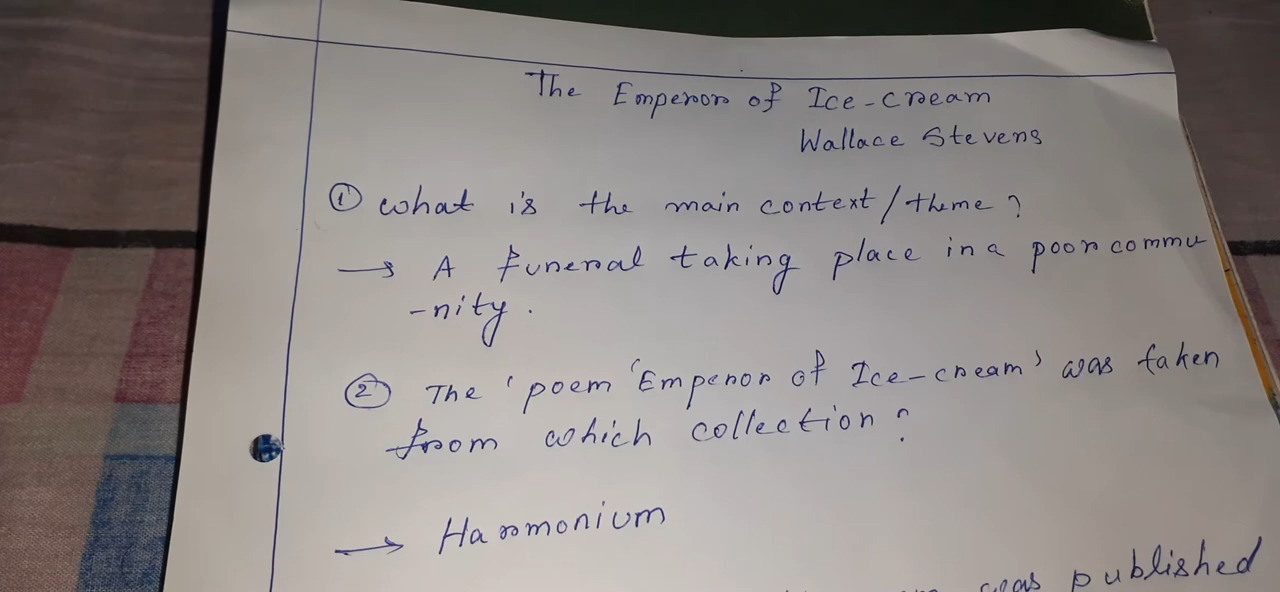 The Emperor of Ice-cream
Wallace Stevens
① What is the main context/theme?
→ A funeral taking place in a poor commu
-nity.
② The 'poem 'Emperor of Ice-cream' was taken
from which collection?
→ Harmonium
was published